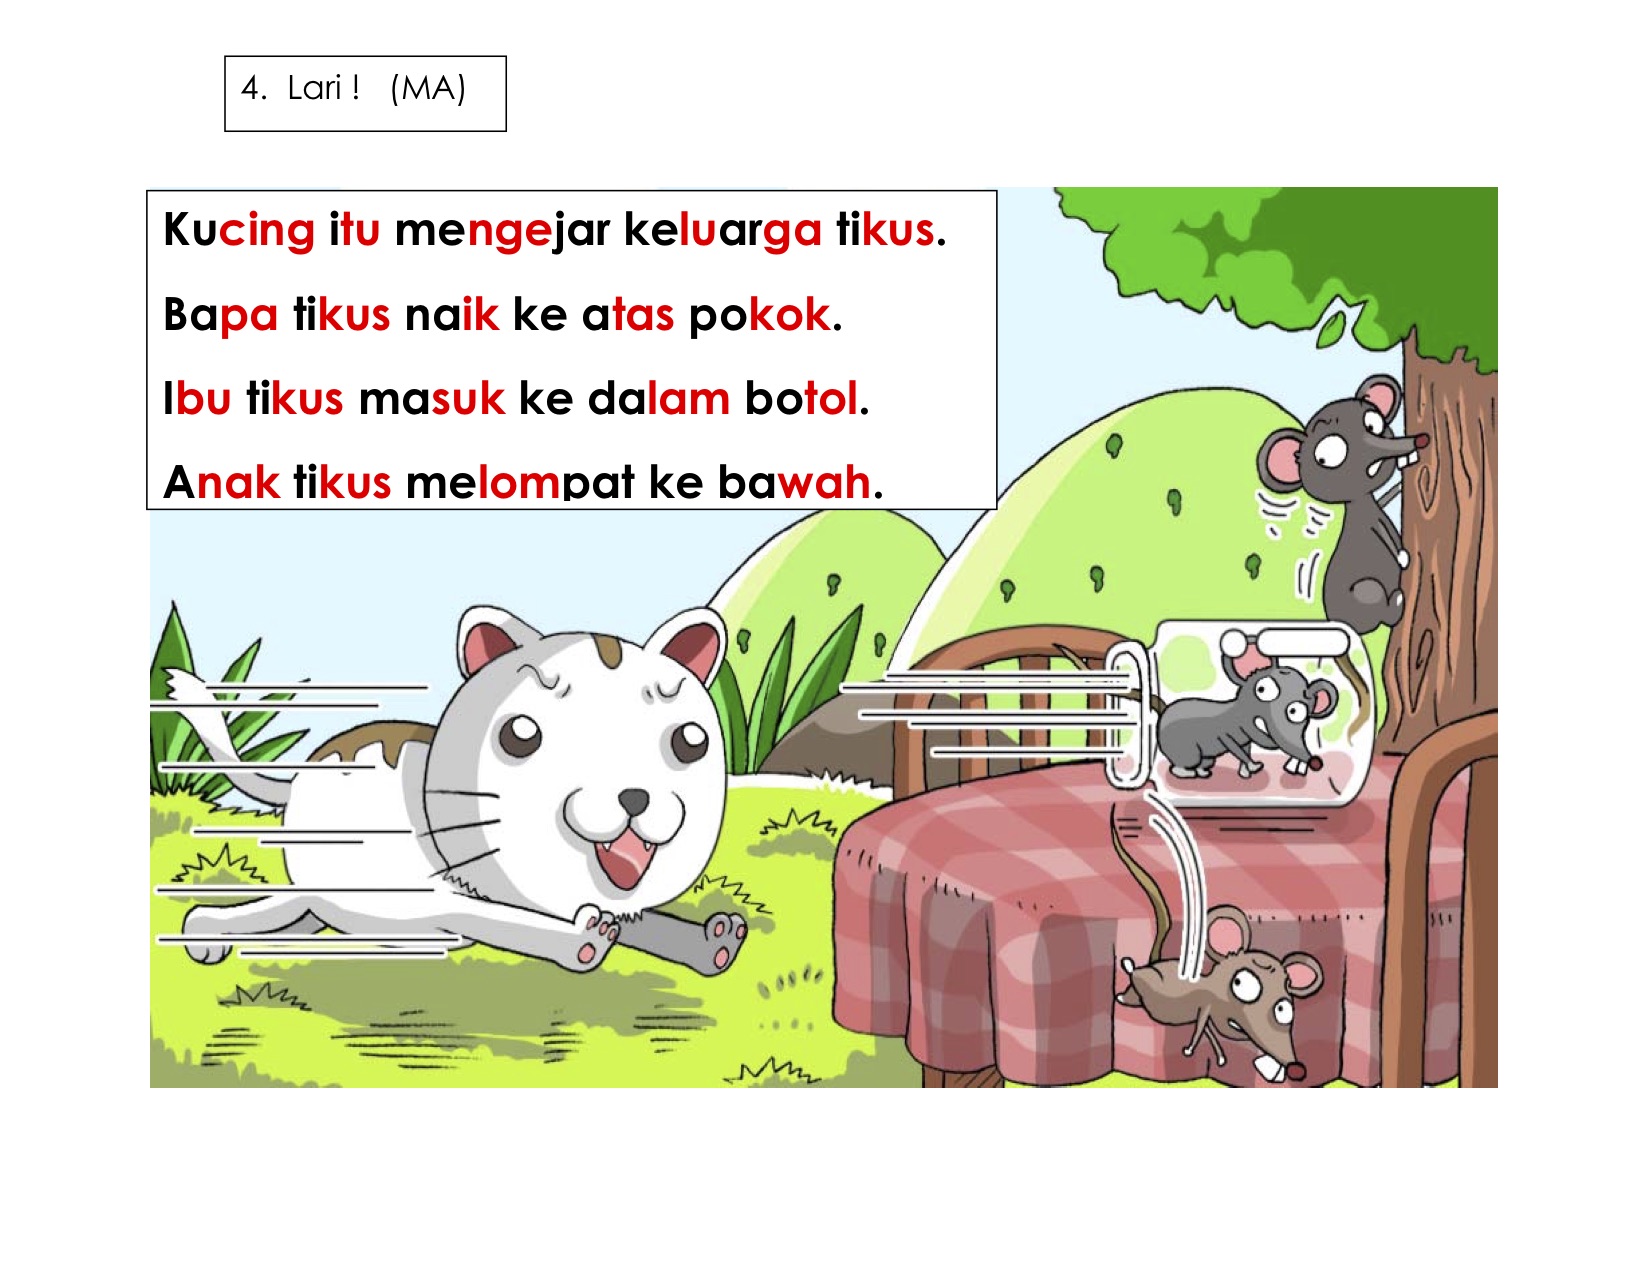 4. Lari ! (MA)
Kucing itu mengejar keluarga tikus.
Bapa tikus naik ke atas pokok.
Ibu tikus masuk ke dalam botol.
Anak tikus melompat ke bawah.